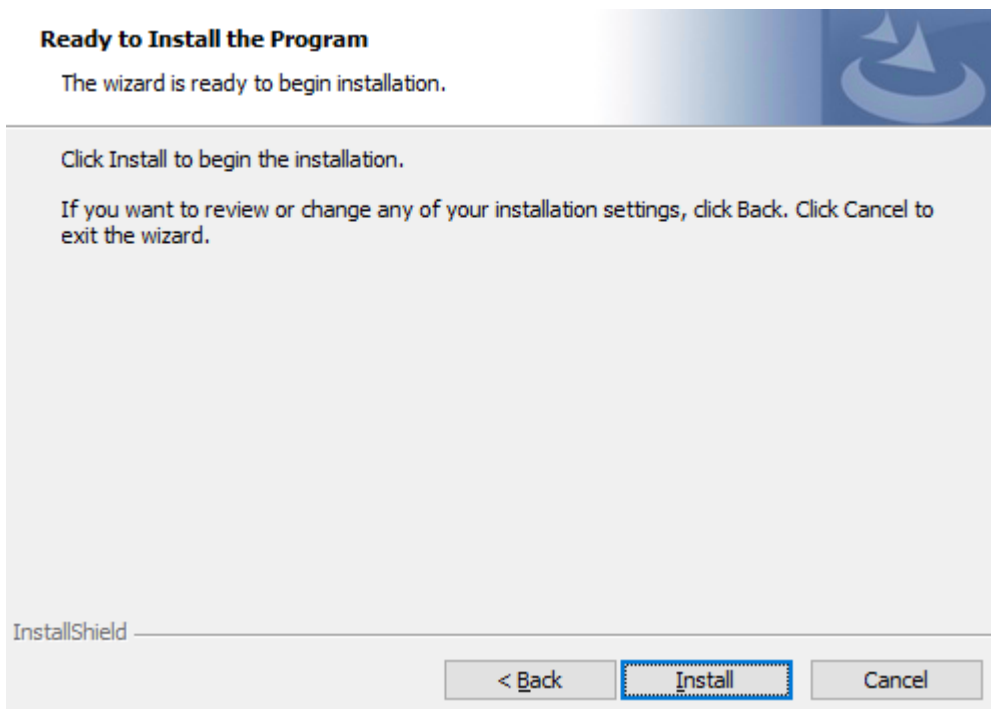 Ready to Install the Program
The wizard is ready to begin installation.
Click Install to begin the installation.
If you want to review or change any of your installation settings, click Back. Click Cancel to
exit the wizard.
InstallShield
< Back
Install
Cancel